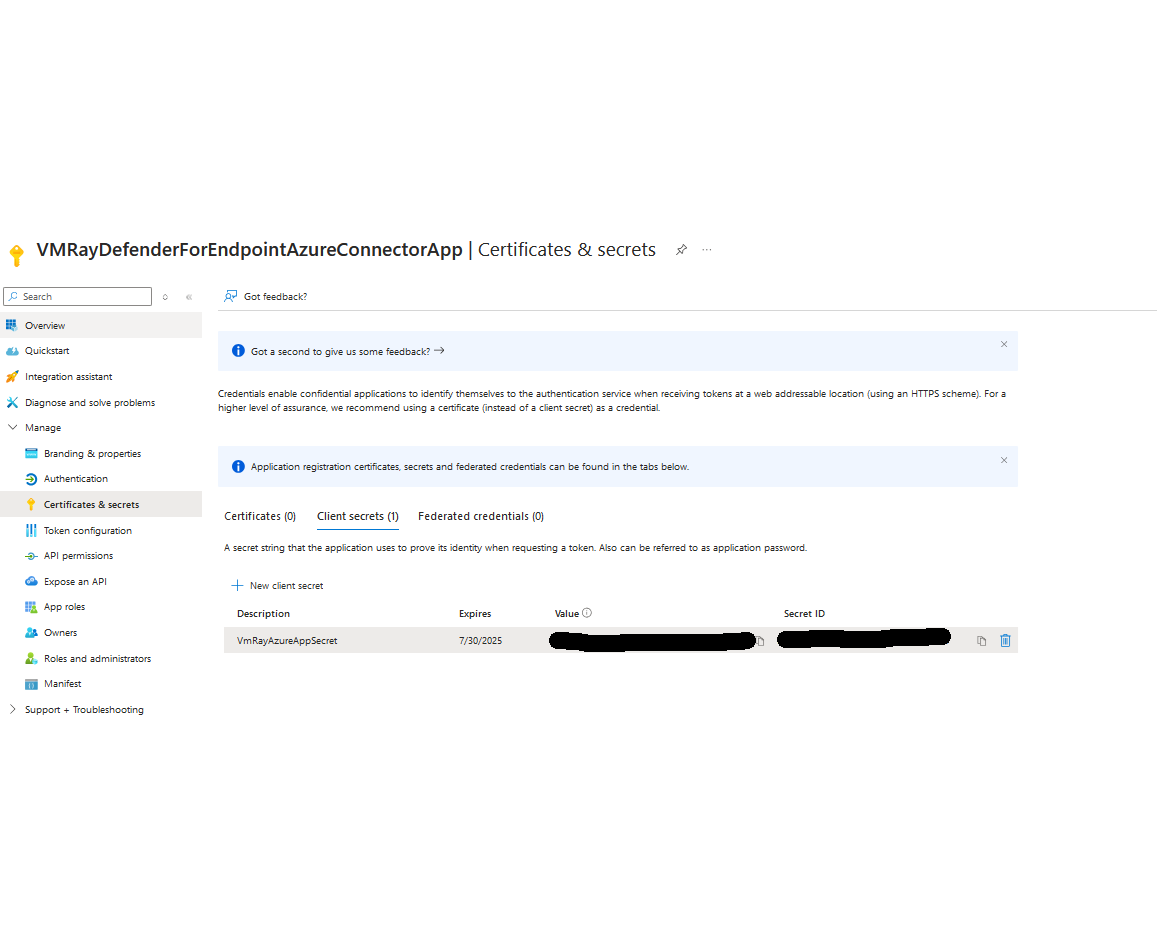 VMRayDefenderForEndpointAzureConnectorApp | Certificates & secrets
Search
Got feedback?
Overview
Quickstart
Integration assistant
Diagnose and solve problems
Manage
Branding & properties
Authentication
Certificates & secrets
Token configuration
API permissions
Expose an API
App roles
Owners
Roles and administrators
Manifest
Support + Troubleshooting
Got a second to give us some feedback?
Credentials enable confidential applications to identify themselves to the authentication service when receiving tokens at a web addressable location (using an HTTPS scheme). For a
higher level of assurance, we recommend using a certificate (instead of a client secret) as a credential.
Application registration certificates, secrets and federated credentials can be found in the tabs below.
Certificates (0) Client secrets (1) Federated credentials (0)
A secret string that the application uses to prove its identity when requesting a token. Also can be referred to as application password.
New client secret
Description Expires Value Secret ID
VmRayAzureAppSecret 7/30/2025